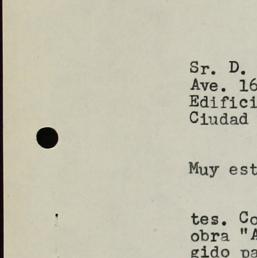 Sr. D.
Ave. 16
Edifici
Ciudad
Muy est
tes. Co
obra "A
gido pa